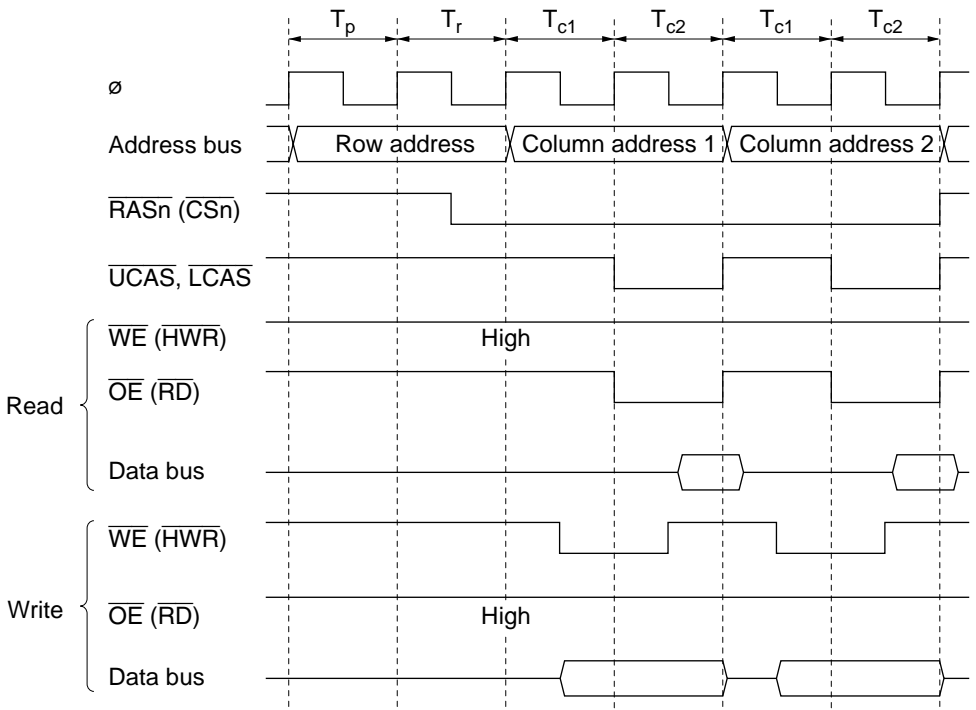 Tp Tr Tc1 Tc2 Tc1 Tc2
ø
Address bus Row address Column address 1 Column address 2
RASn (CSn)
UCAS, LCAS
Read
WE (HWR) High
OE (RD)
Data bus
Write
WE (HWR)
OE (RD) High
Data bus